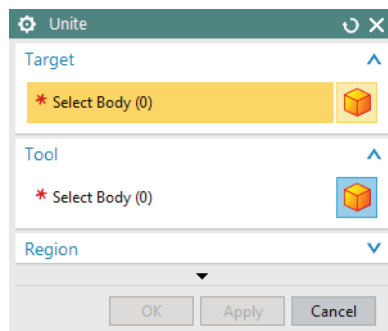 Unite
Target
* Select Body (0)
Tool
* Select Body (0)
Region
OK Apply Cancel